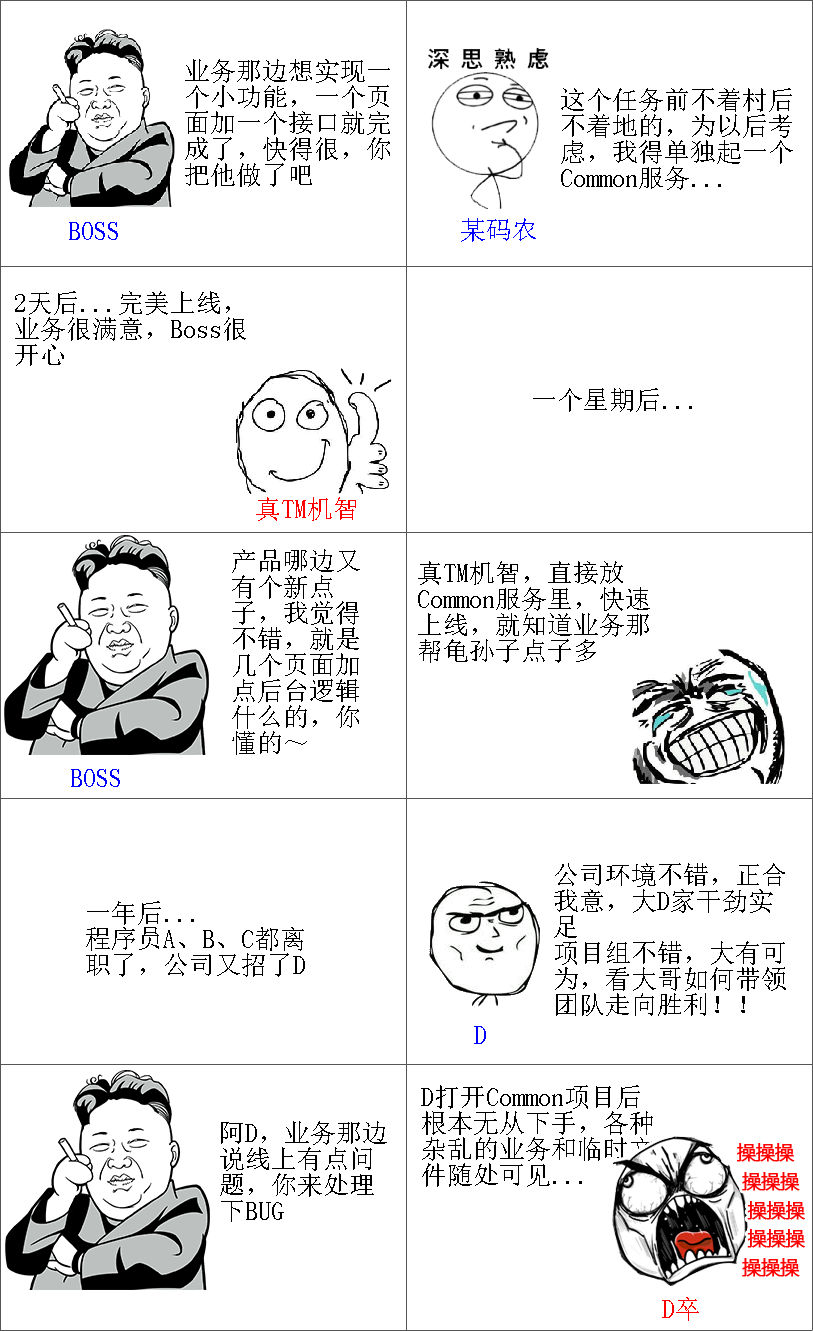 业务那边想实现一
个小功能，一个页
面加一个接口就完
成了，快得很，你
把他做了吧
BOSS
深思熟虑
这个任务前不着村后
不着地的，为以后考
虑，我得单独起一个
Common服务...
某码农
2天后...完美上线，
业务很满意，Boss很
开心
真TM机智
一个星期后...
产品哪边又
有个新点
子，我觉得
不错，就是
几个页面加
点后台逻辑
什么的，你
懂的～
BOSS
真TM机智，直接放
Common服务里，快速
上线，就知道业务那
帮龟孙子点子多
一年后...
程序员A、B、C都离
职了，公司又招了D
公司环境不错，正合
我意，大D家干劲实
足
项目组不错，大有可
为，看大哥如何带领
团队走向胜利！！
D
阿D，业务那边
说线上有点问
题，你来处理
下BUG
D打开Common项目后
根本无从下手，各种
杂乱的业务和临时文
件随处可见...
操操操
操操操
操操操
操操操
操操操
D卒